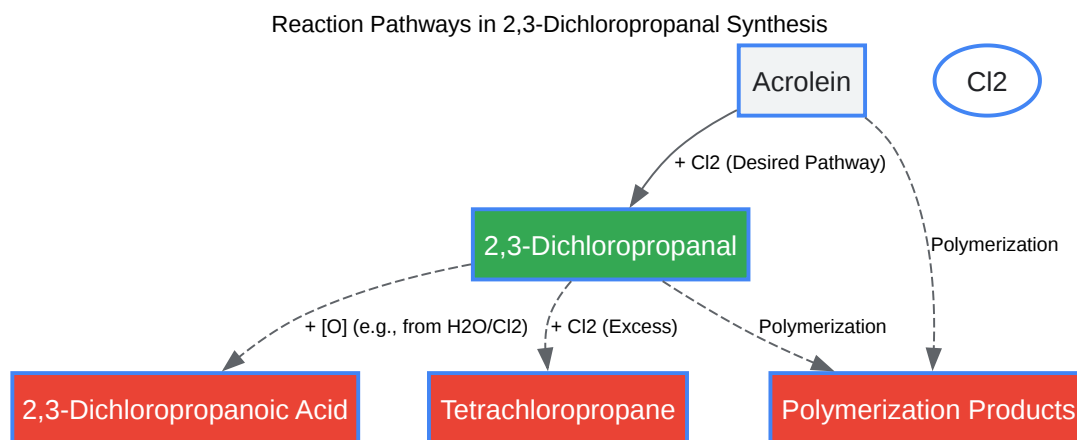 Reaction Pathways in 2,3-Dichloropropanal Synthesis
Acrolein
Cl2
+ Cl2 (Desired Pathway)
2,3-Dichloropropanal
Polymerization
+ [O] (e.g., from H2O/Cl2)
+ Cl2 (Excess)
Polymerization
2,3-Dichloropropanoic Acid
Tetrachloropropane
Polymerization Products